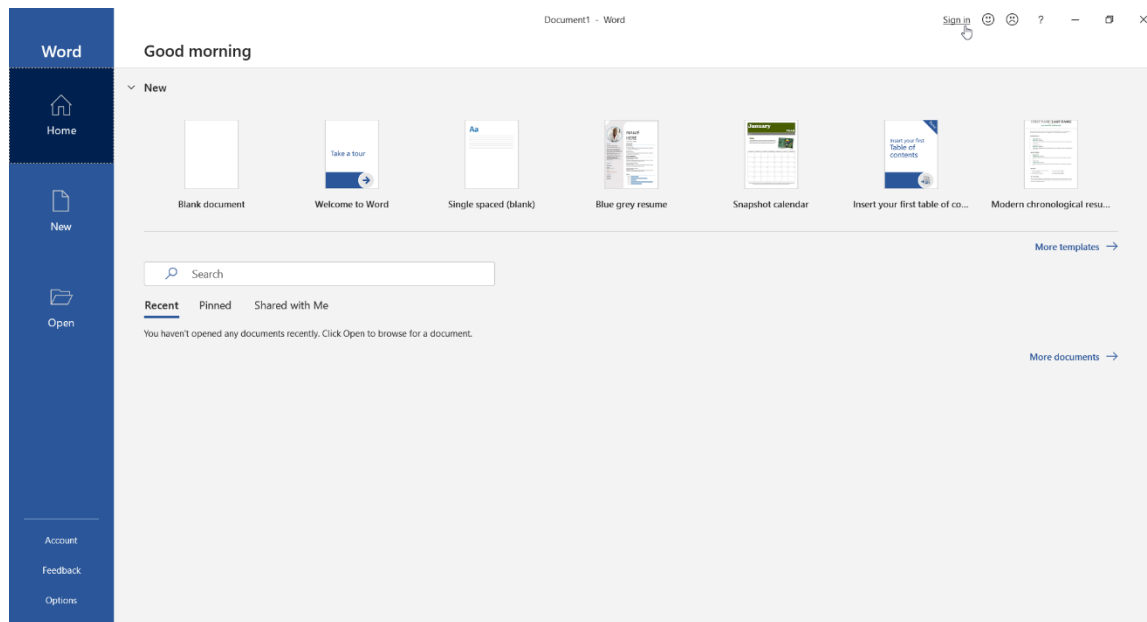 Document1 - Word
Sign in
?
Word
Good morning
New
Home
New
Open
Account
Feedback
Options
Take a tour
Aa
NAME
HERE
January
Insert your first
Table of
contents
Blank document
Welcome to Word
Single spaced (blank)
Blue grey resume
Snapshot calendar
Insert your first table of co...
Modern chronological resu...
More templates
Search
Recent Pinned Shared with Me
You haven't opened any documents recently. Click Open to browse for a document.
More documents